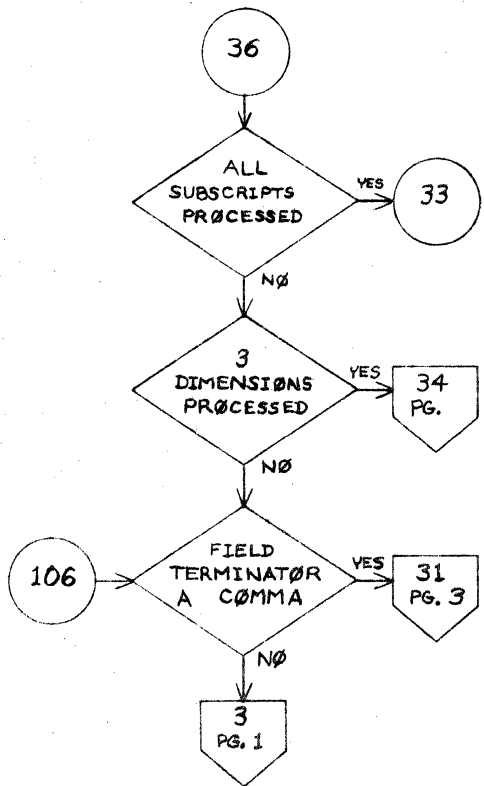 36
ALL
SUBSCRIPTS
PRØCESSED
YES
33
NØ
3
DIMENSIØNS
PRØCESSED
YES
34
PG.
NØ
106
FIELD
TERMINATØR
A CØMMA
YES
31
PG. 3
NØ
3
PG. 1